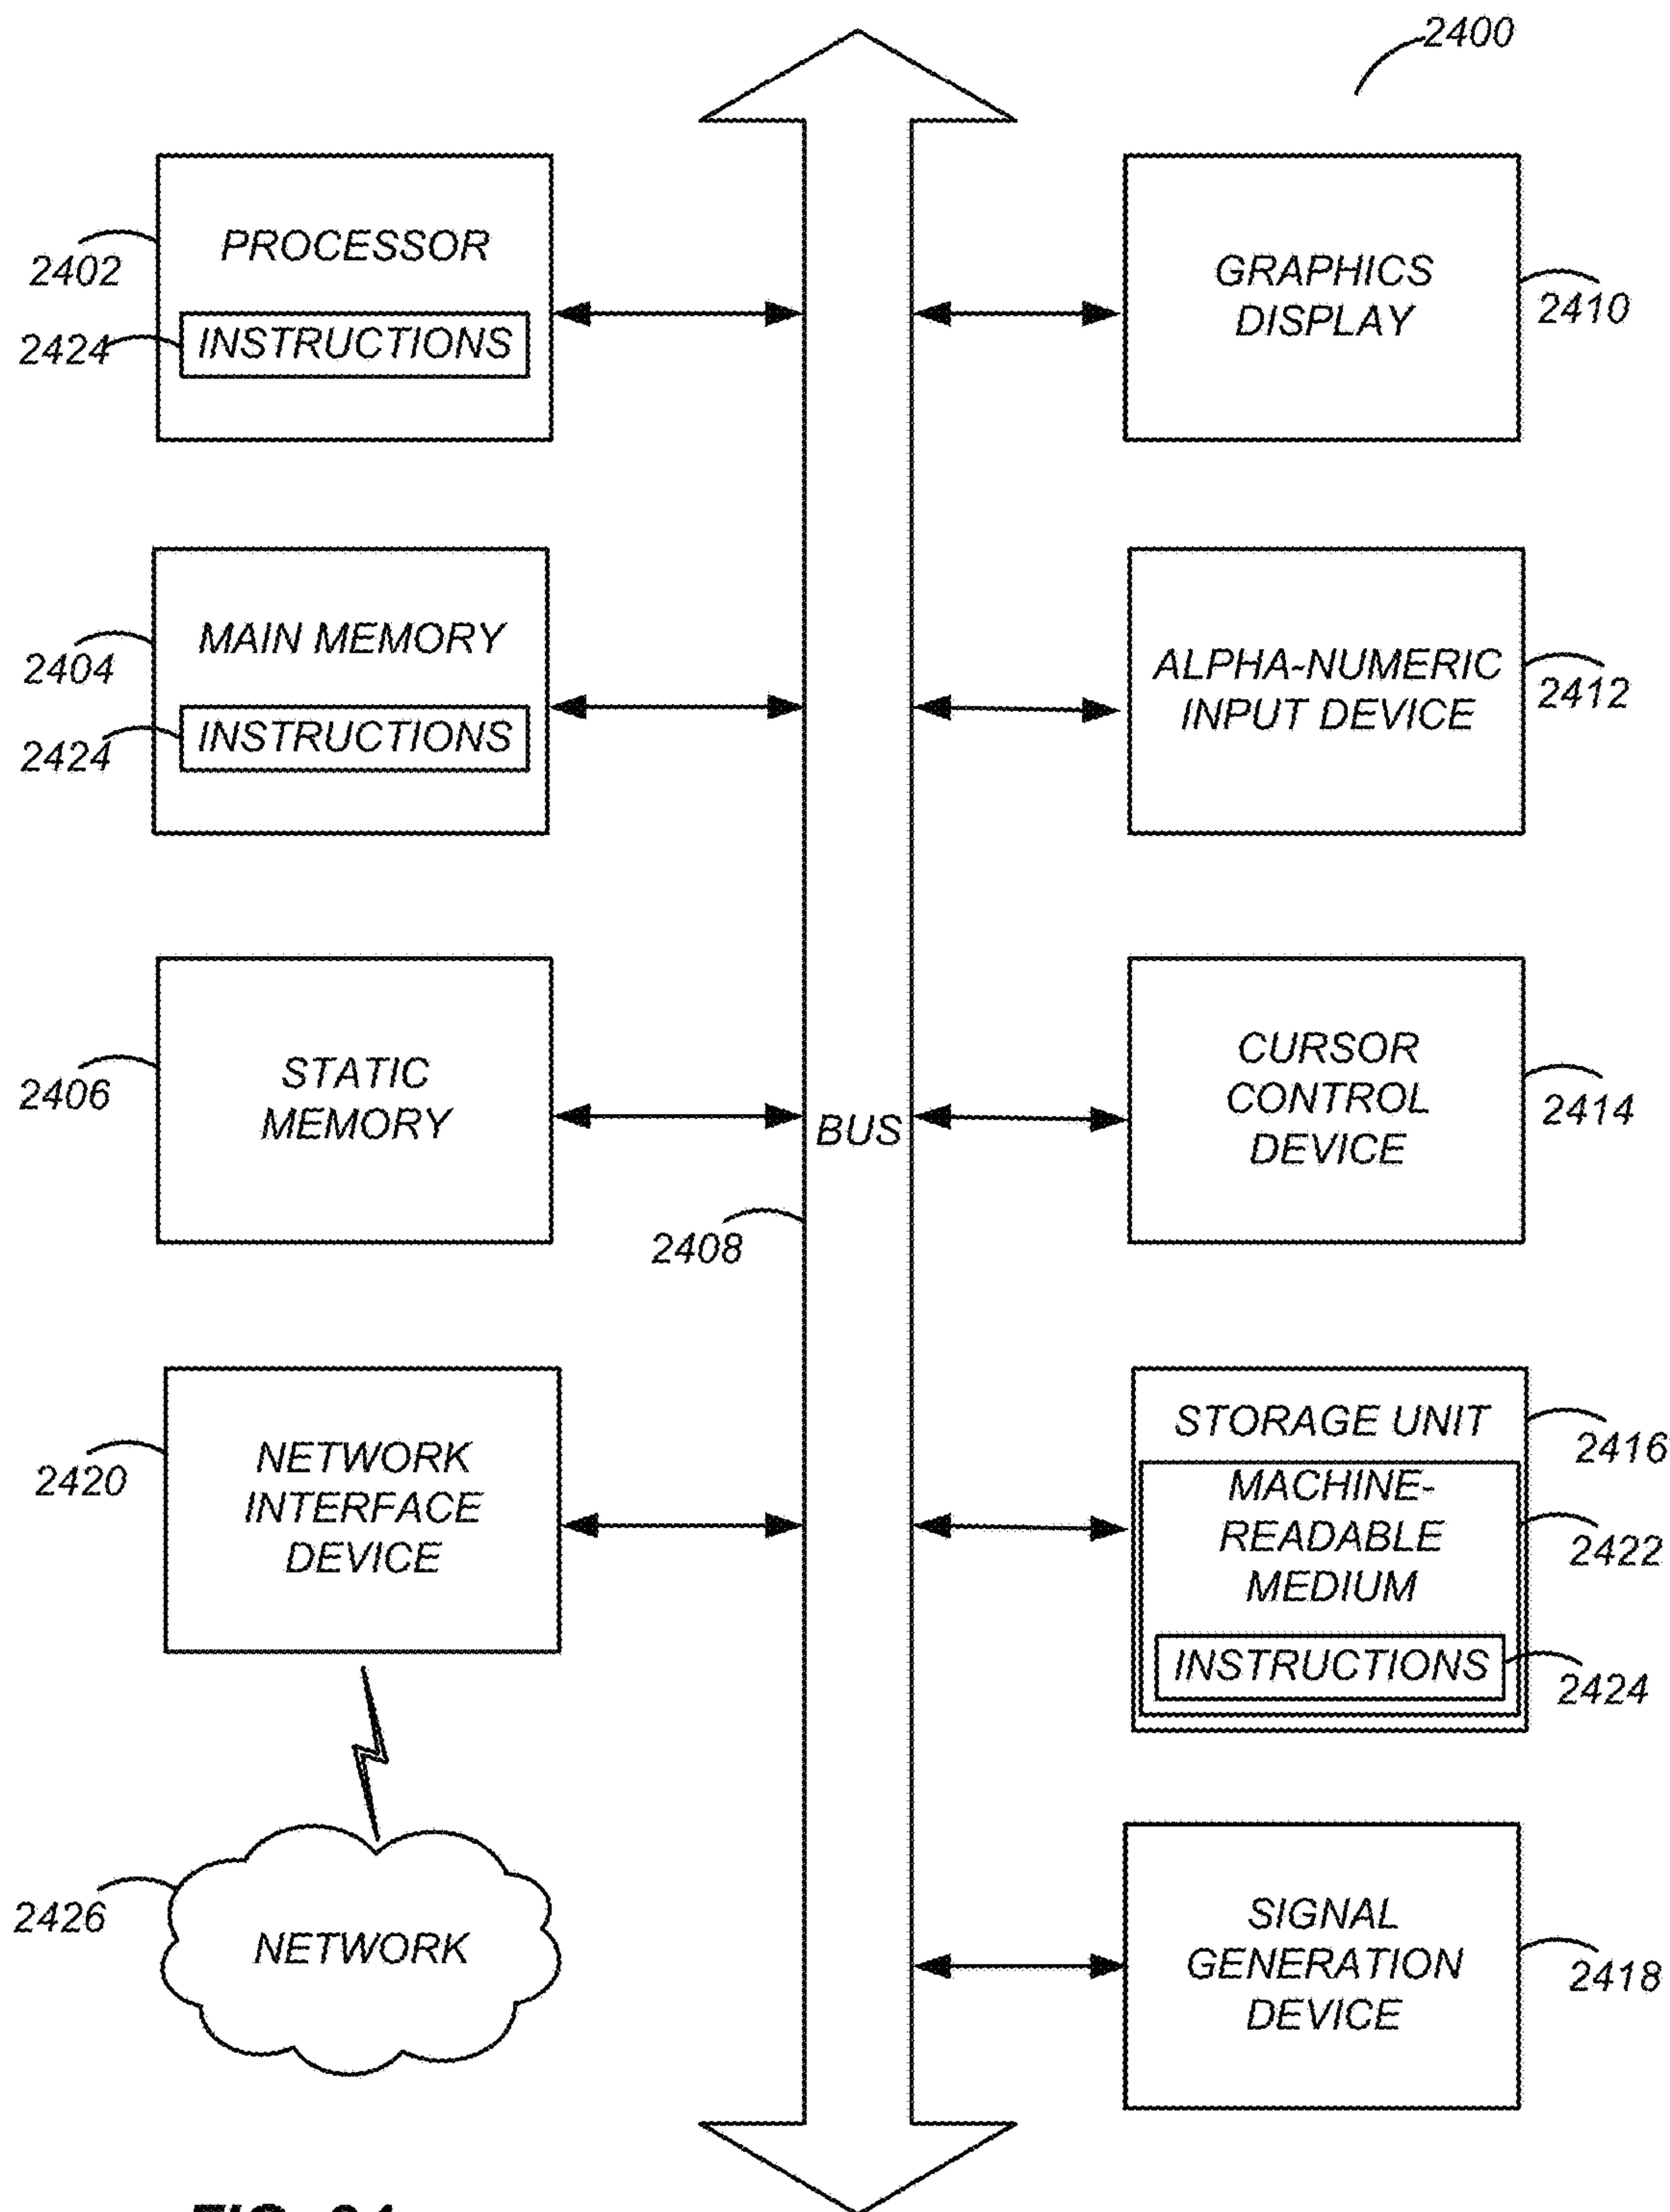 2400
PROCESSOR
2402
2424
INSTRUCTIONS
GRAPHICS
DISPLAY
2410
MAIN MEMORY
2404
2424
INSTRUCTIONS
ALPHA-NUMERIC
INPUT DEVICE
2412
STATIC
MEMORY
2406
BUS
2408
CURSOR
CONTROL
DEVICE
2414
NETWORK
INTERFACE
DEVICE
2420
STORAGE UNIT
2416
MACHINE-
READABLE
MEDIUM
2422
INSTRUCTIONS
2424
2426
NETWORK
SIGNAL
GENERATION
DEVICE
2418